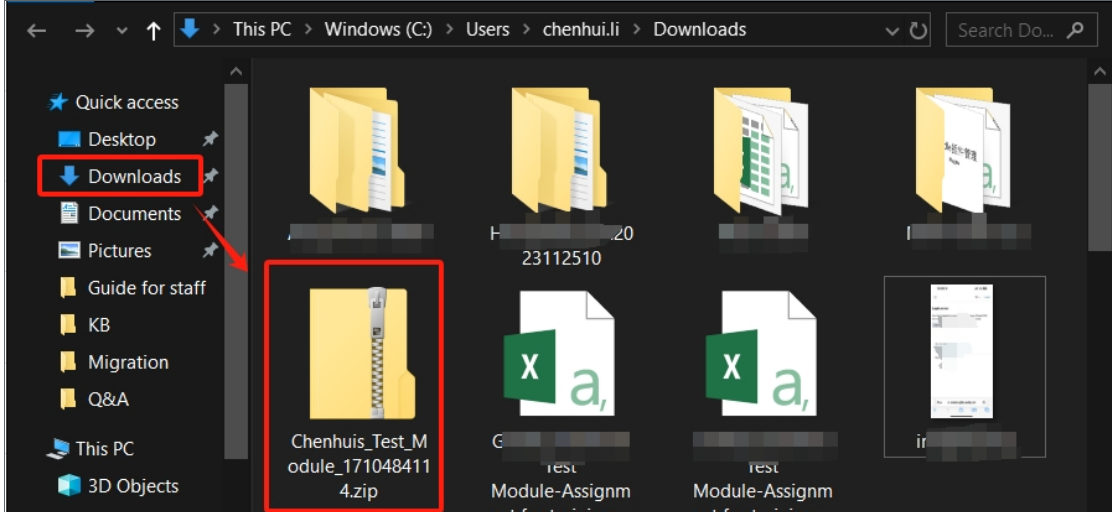 This PC > Windows (C:) > Users > chenhui.li > Downloads
Search Do...
Quick access
Desktop
Downloads
Documents
Pictures
Guide for staff
KB
Migration
Q&A
This PC
3D Objects
.20
23112510
Chenhuis_Test_M
odule_171048411
4.zip
Test
Module-Assignm
Test
Module-Assignm